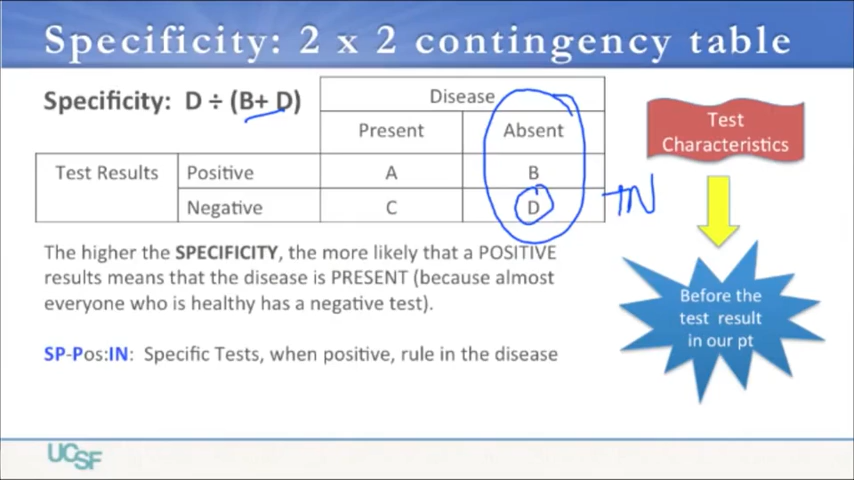 Specificity: 2 x 2 contingency table
Specificity: D ÷ (B+ D)
Disease
Present Absent
Test Results Positive A B
Negative C D
TN
The higher the SPECIFICITY, the more likely that a POSITIVE
results means that the disease is PRESENT (because almost
everyone who is healthy has a negative test).
SP-Pos:IN: Specific Tests, when positive, rule in the disease
Test
Characteristics
Before the
test result
in our pt
UCSF